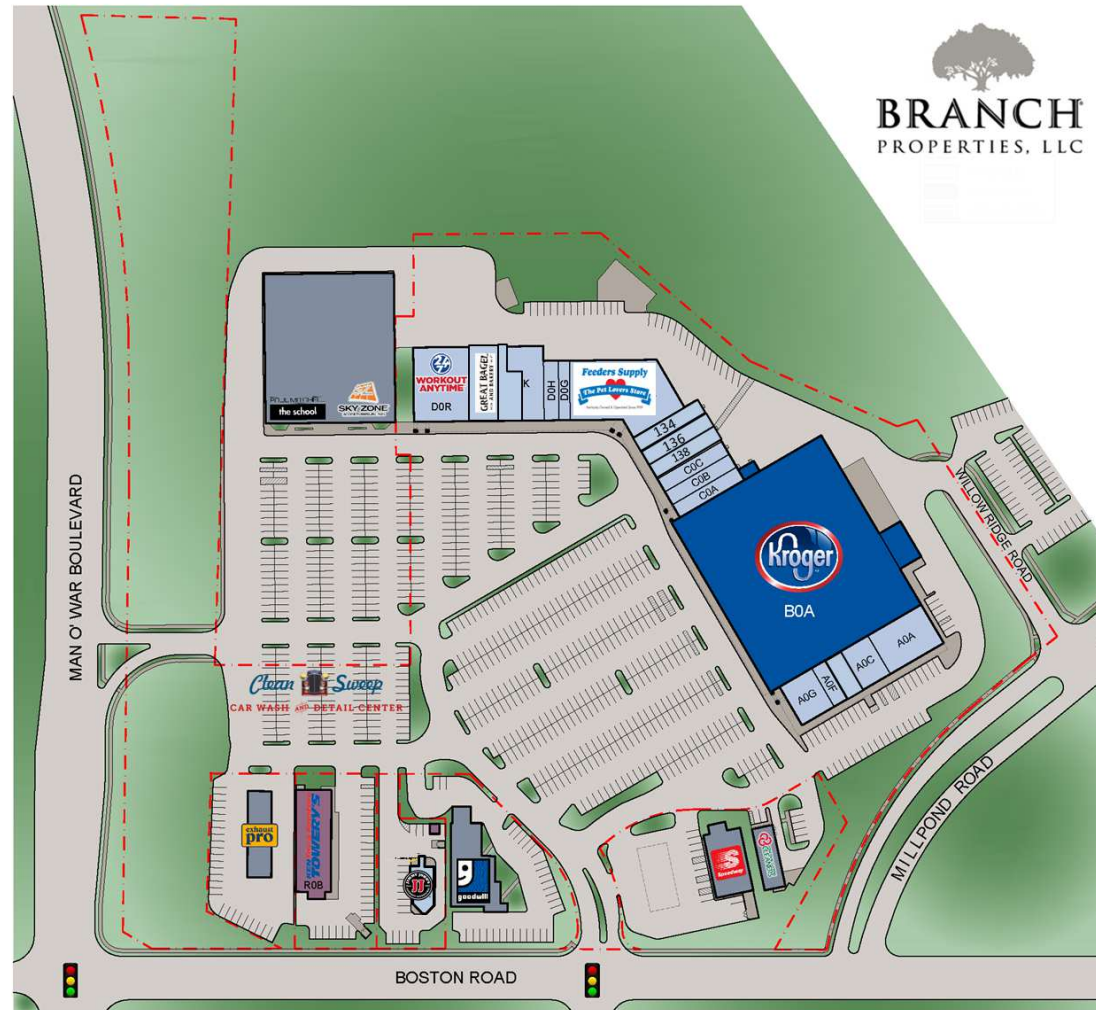 BRANCH
PROPERTIES, LLC
MAN O' WAR BOULEVARD
the school
SKY ZONE
24/7
WORKOUT
ANYTIME
D0R
GREAT BAGEL
AND BAKERY
K
D0H
D0G
Feeders Supply
The Pet Lovers Store
134
136
138
C0C
C0B
C0A
Kroger
B0A
A0G
A0F
A0C
A0A
WILLOW RIDGE ROAD
MILLPOND ROAD
Clean Sweep
CAR WASH AND DETAIL CENTER
exhaust
pro
TOWERY'S
R0B
JJ
g
goodwill
S
Speedway
BOSTON ROAD